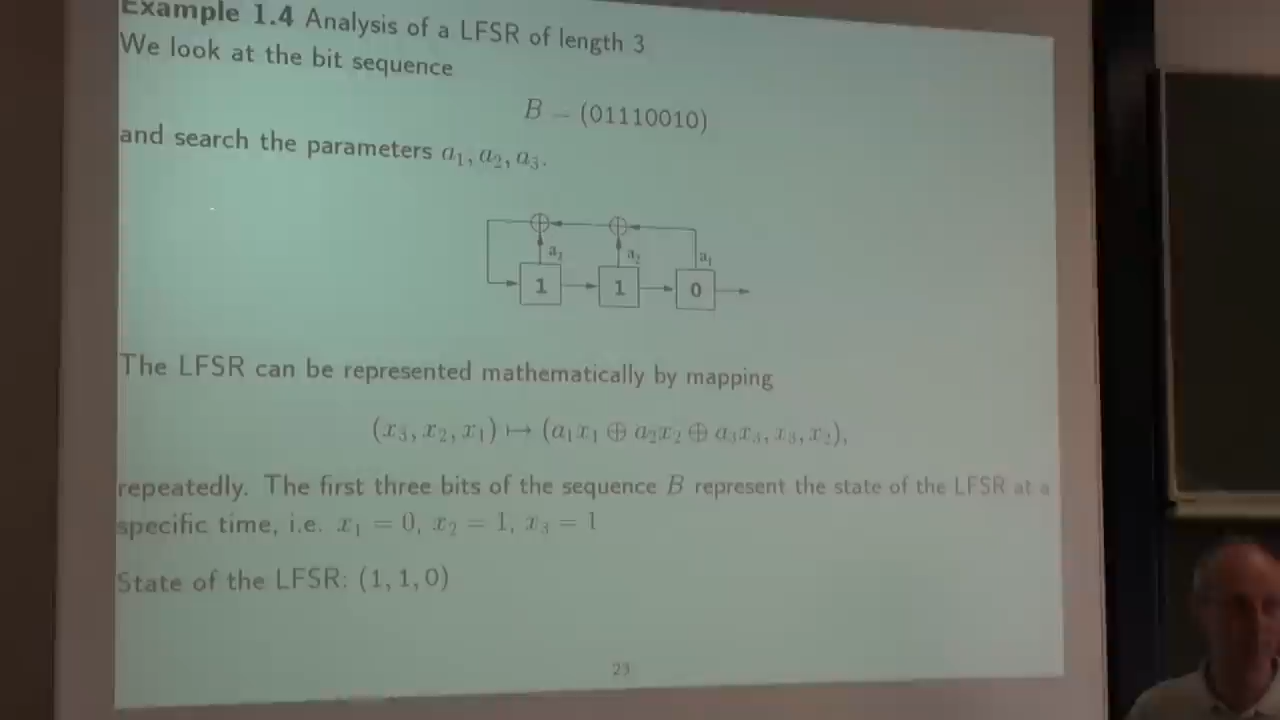 Example 1.4 Analysis of a LFSR of length 3
We look at the bit sequence
B = (01110010)
and search the parameters a₁, a₂, a₃.
a₃ a₂ a₁
1 1 0
The LFSR can be represented mathematically by mapping
(x₃, x₂, x₁) ↦ (a₁x₁ ⊕ a₂x₂ ⊕ a₃x₃, x₃, x₂),
repeatedly. The first three bits of the sequence B represent the state of the LFSR at a
specific time, i.e. x₁ = 0, x₂ = 1, x₃ = 1
State of the LFSR: (1, 1, 0)
23